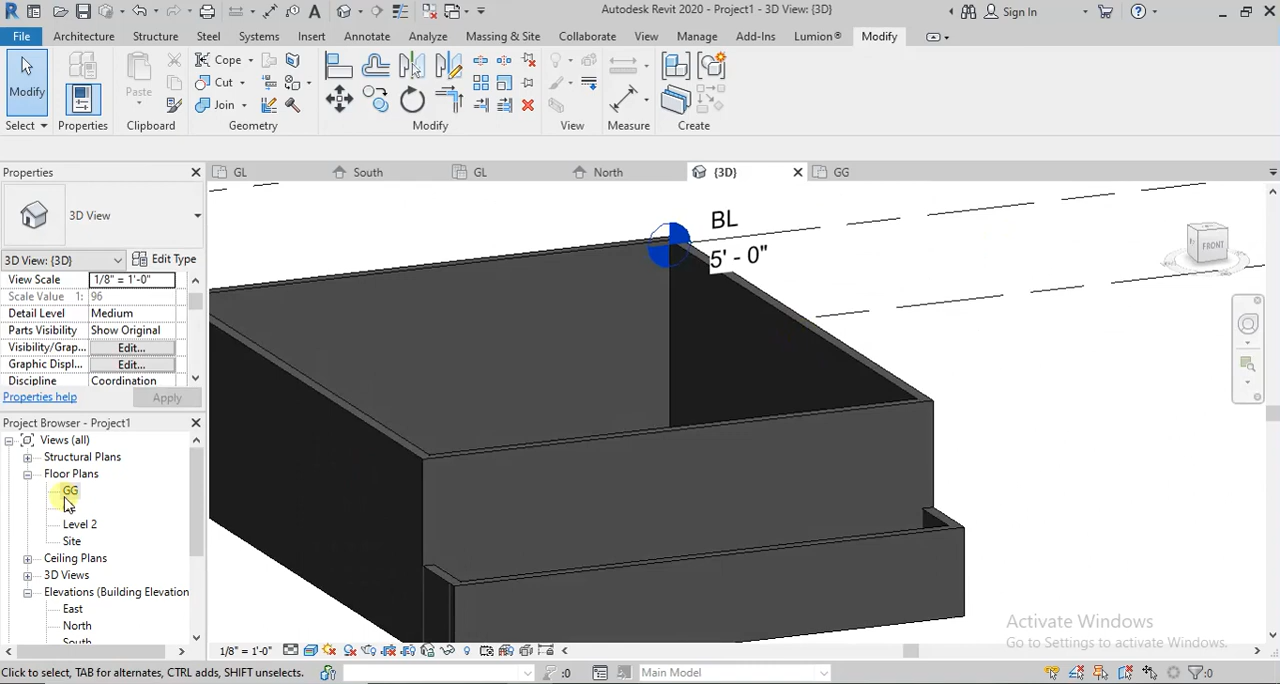 Autodesk Revit 2020 - Project1 - 3D View: {3D}
Sign In
File Architecture Structure Steel Systems Insert Annotate Analyze Massing & Site Collaborate View Manage Add-Ins Lumion® Modify
Modify
Paste
Cope
Cut
Join
Select Properties Clipboard Geometry Modify View Measure Create
Properties
GL South GL North {3D} GG
3D View
3D View: {3D} Edit Type
View Scale 1/8" = 1'-0"
Scale Value 1: 96
Detail Level Medium
Parts Visibility Show Original
Visibility/Grap... Edit...
Graphic Displ... Edit...
Discipline Coordination
Properties help Apply
Project Browser - Project1
Views (all)
Structural Plans
Floor Plans
GG
Level 2
Site
Ceiling Plans
3D Views
Elevations (Building Elevation
East
North
South
BL
5' - 0"
FRONT
Activate Windows
Go to Settings to activate Windows.
1/8" = 1'-0"
Click to select, TAB for alternates, CTRL adds, SHIFT unselects.
:0
Main Model
:0